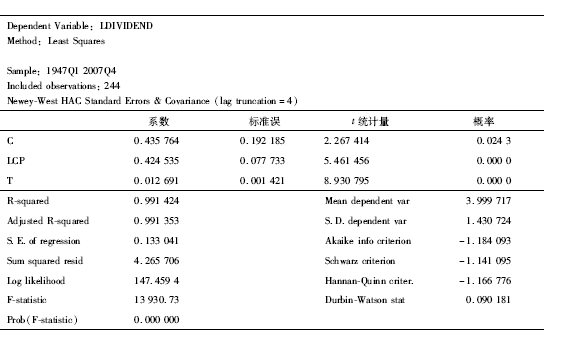 Dependent Variable: LDIVIDEND
Method: Least Squares
Sample: 1947Q1 2007Q4
Included observations: 244
Newey-West HAC Standard Errors & Covariance (lag truncation=4)
系数 标准误 t统计量 概率
C 0.435 764 0.192 185 2.267 414 0.024 3
LCP 0.424 535 0.077 733 5.461 456 0.000 0
T 0.012 691 0.001 421 8.930 795 0.000 0
R-squared 0.991 424 Mean dependent var 3.999 717
Adjusted R-squared 0.991 353 S. D. dependent var 1.430 724
S. E. of regression 0.133 041 Akaike info criterion -1.184 093
Sum squared resid 4.265 706 Schwarz criterion -1.141 095
Log likelihood 147.459 4 Hannan-Quinn criter. -1.166 776
F-statistic 13 930.73 Durbin-Watson stat 0.090 181
Prob(F-statistic) 0.000 000